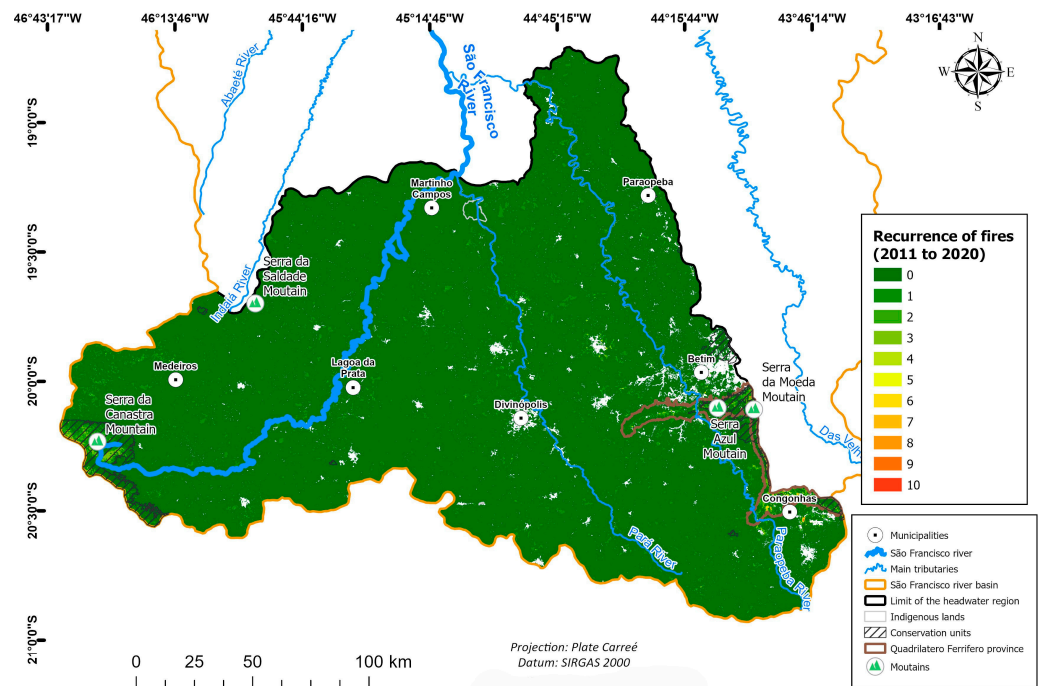 46°43'17"W 46°13'46"W 45°44'16"W 45°14'45"W 44°45'15"W 44°15'44"W 43°46'14"W 43°16'43"W
19°0'0"S
19°30'0"S
20°0'0"S
20°30'0"S
21°0'0"S
N
W E
S
Abaeté River
Indaiá River
São Francisco
River
Martinho
Campos
Paraopeba
Serra da
Saldade
Moutain
Medeiros
Lagoa da
Prata
Betim
Serra
da Moeda
Moutain
Serra da
Canastra
Mountain
Divinópolis
Serra
Azul
Moutain
Das Velh
Congonhas
Pará River
Paraopeba River
Recurrence of fires
(2011 to 2020)
0
1
2
3
4
5
6
7
8
9
10
Municipalities
São Francisco river
Main tributaries
São Francisco river basin
Limit of the headwater region
Indigenous lands
Conservation units
Quadrilatero Ferrifero province
Moutains
0 25 50 100 km
Projection: Plate Carreé
Datum: SIRGAS 2000